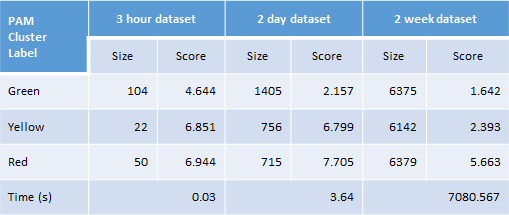 PAM Cluster Label 3 hour dataset 2 day dataset 2 week dataset
Size Score Size Score Size Score
Green 104 4.644 1405 2.157 6375 1.642
Yellow 22 6.851 756 6.799 6142 2.393
Red 50 6.944 715 7.705 6379 5.663
Time (s) 0.03 3.64 7080.567